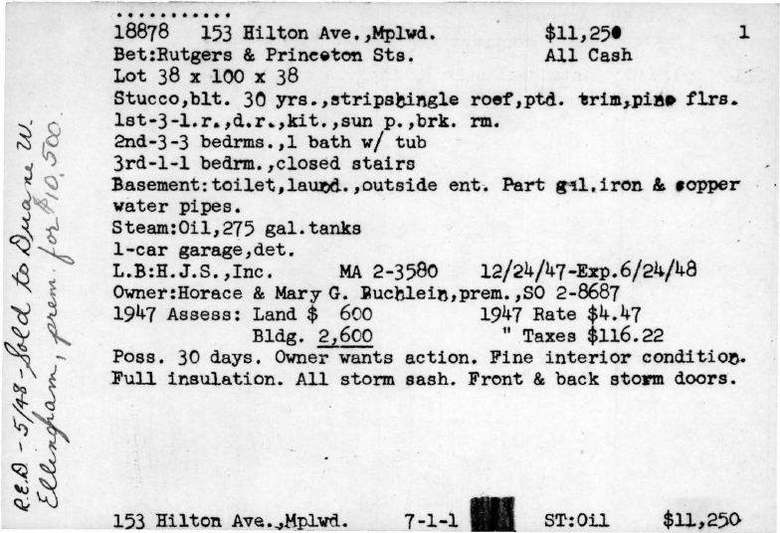 18878 153 Hilton Ave.,Mplwd. $11,250 1
Bet:Rutgers & Princeton Sts. All Cash
Lot 38 x 100 x 38
Stucco,blt. 30 yrs.,stripshingle roof,ptd. trim,pine flrs.
1st-3-l.r.,d.r.,kit.,sun p.,brk. rm.
2nd-3-3 bedrms.,1 bath w/ tub
3rd-1-1 bedrm.,closed stairs
Basement:toilet,laund.,outside ent. Part gal.iron & copper
water pipes.
Steam:Oil,275 gal.tanks
1-car garage,det.
L.B:H.J.S.,Inc. MA 2-3580 12/24/47-Exp.6/24/48
Owner:Horace & Mary G. Buchlein,prem.,SO 2-8687
1947 Assess: Land $ 600 1947 Rate $4.47
Bldg. 2,600 " Taxes $116.22
Poss. 30 days. Owner wants action. Fine interior condition.
Full insulation. All storm sash. Front & back storm doors.
153 Hilton Ave.,Mplwd. 7-1-1 ST:Oil $11,250
R.E.D - 5/48 - Sold to Duane W.
Ellingham, prem. for $10,500.